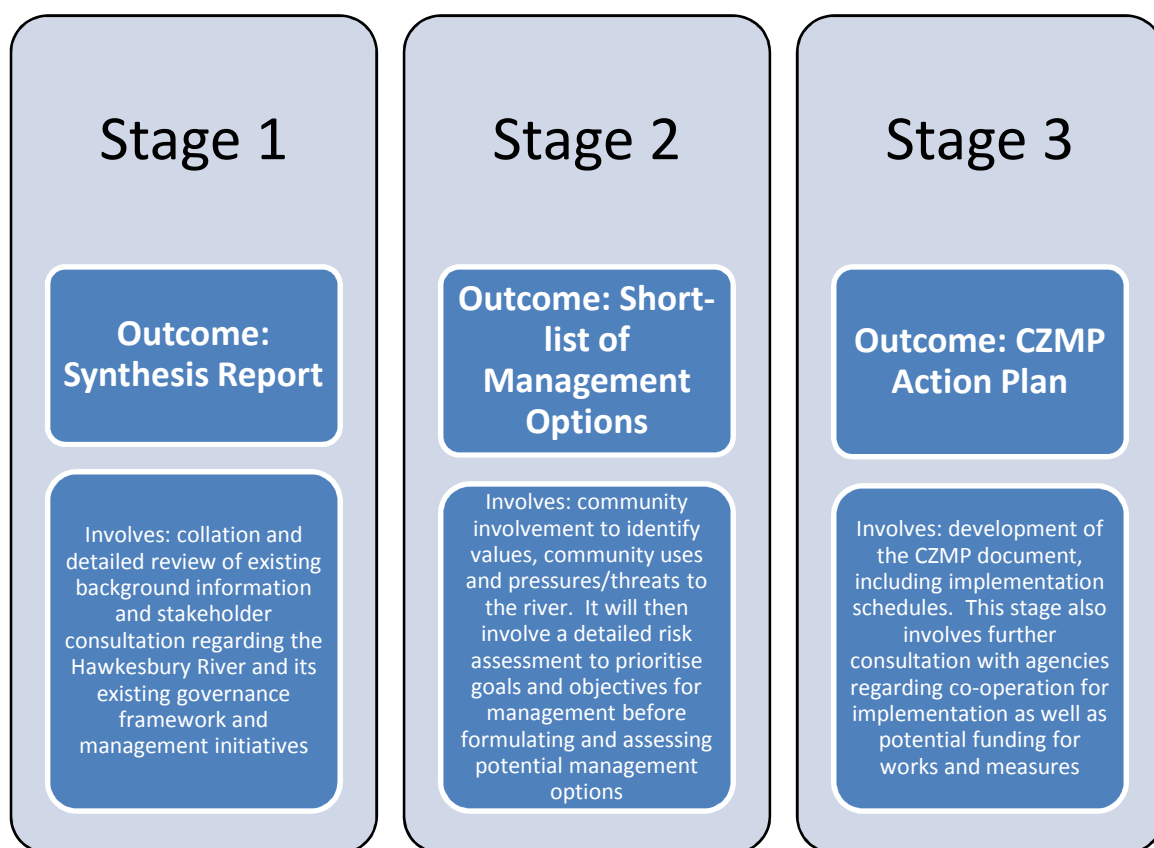 Stage 1
Outcome:
Synthesis Report
Involves: collation and
detailed review of existing
background information
and stakeholder
consultation regarding the
Hawkesbury River and its
existing governance
framework and
management initiatives
Stage 2
Outcome: Short-
list of
Management
Options
Involves: community
involvement to identify
values, community uses
and pressures/threats to
the river.  It will then
involve a detailed risk
assessment to prioritise
goals and objectives for
management before
formulating and assessing
potential management
options
Stage 3
Outcome: CZMP
Action Plan
Involves: development of
the CZMP document,
including implementation
schedules.  This stage also
involves further
consultation with agencies
regarding co-operation for
implementation as well as
potential funding for
works and measures